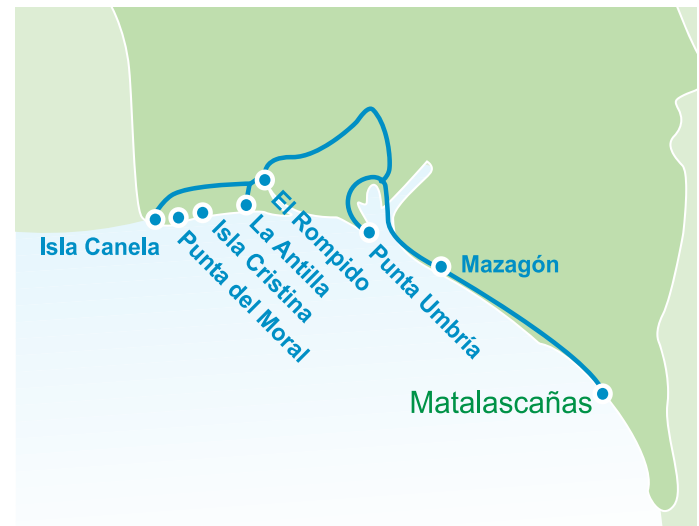 Isla Canela
Punta del Moral
Isla Cristina
La Antilla
El Rompido
Punta Umbría
Mazagón
Matalascañas